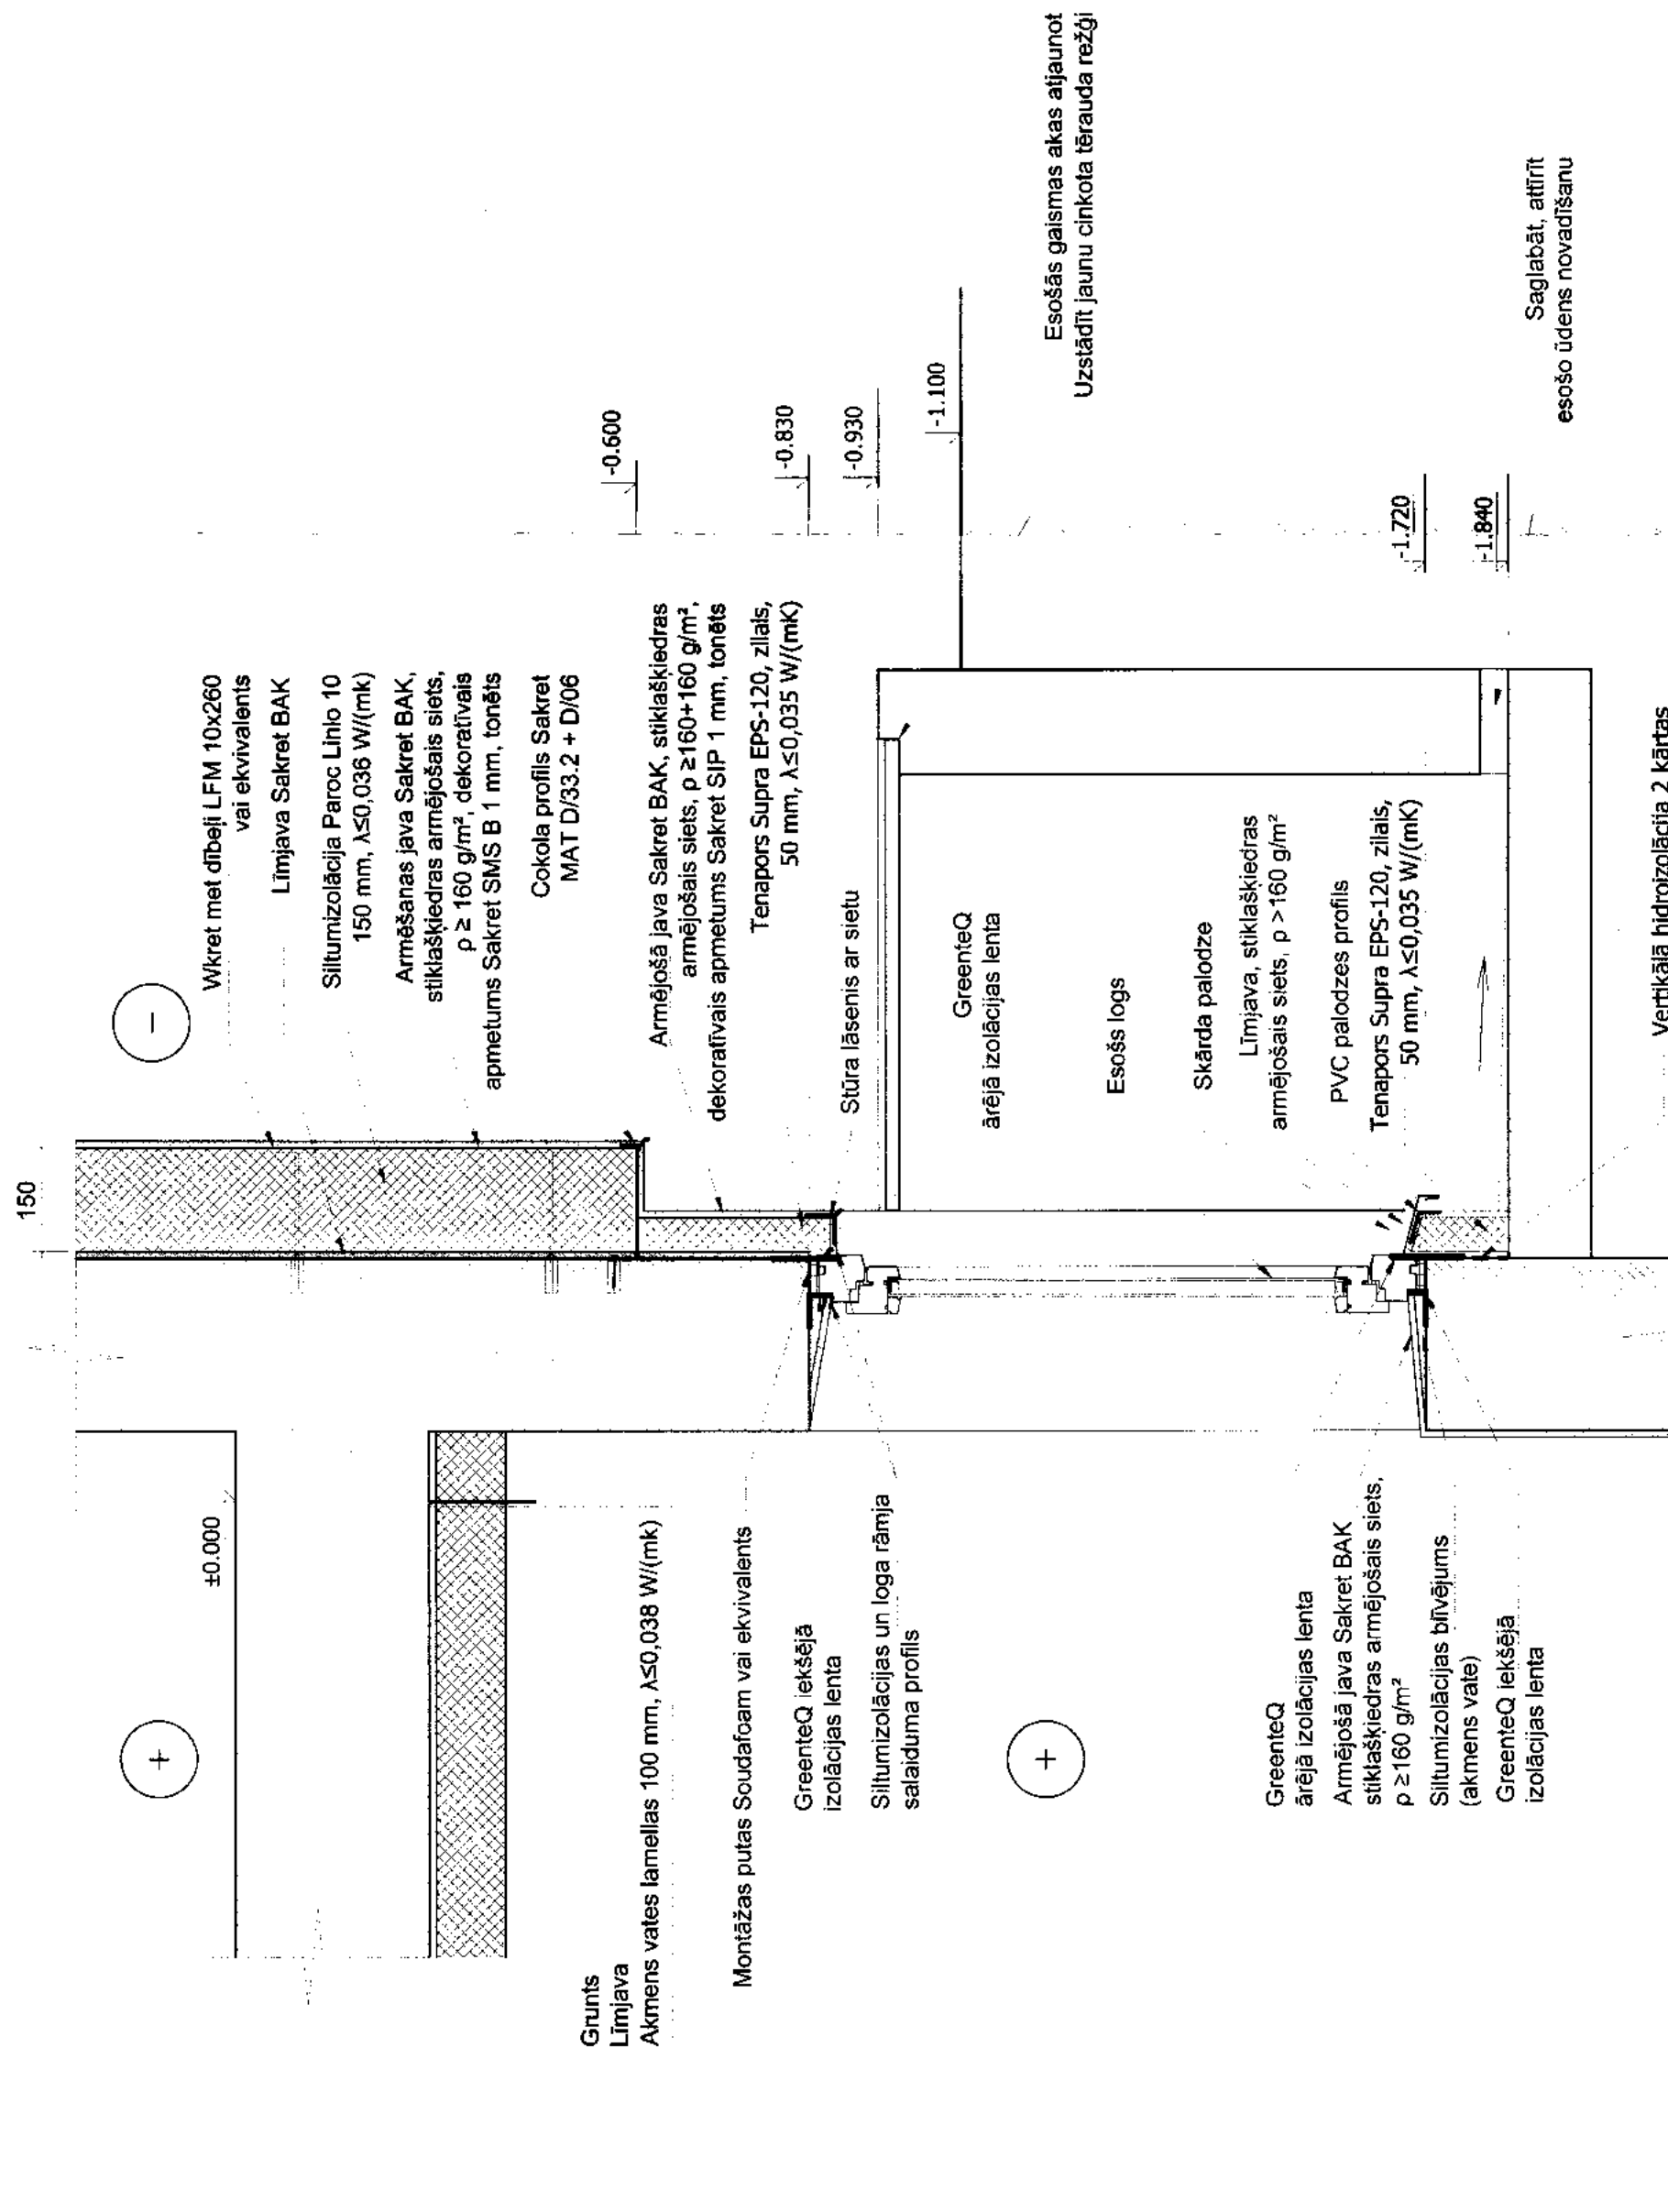 150
Wkret met dībeļi LFM 10x260
vai ekvivalents
Līmjava Sakret BAK
Siltumizolācija Paroc Linio 10
150 mm, λ≤0,036 W/(mk)
Armēšanas java Sakret BAK,
stiklašķiedras armējošais siets,
ρ ≥ 160 g/m², dekoratīvais
apmetums Sakret SMS B 1 mm, tonēts
Cokola profils Sakret
MAT D/33.2 + D/06
Armējošā java Sakret BAK, stiklašķiedras
armējošais siets, ρ ≥160+160 g/m²,
dekoratīvais apmetums Sakret SIP 1 mm, tonēts
Tenapors Supra EPS-120, zilais,
50 mm, λ≤0,035 W/(mK)
Stūra lāsenis ar sietu
GreenteQ
ārējā izolācijas lenta
Esošs logs
Skārda palodze
Līmjava, stiklašķiedras
armējošais siets, ρ >160 g/m²
PVC palodzes profils
Tenapors Supra EPS-120, zilais,
50 mm, λ≤0,035 W/(mK)
Vertikālā hidroizolācija 2 kārtas
-0.600
-0.830
-0.930
-1.100
-1.720
-1.840
Esošās gaismas akas atjaunot
Uzstādīt jaunu cinkota tērauda režģi
Saglabāt, attīrīt
esošo ūdens novadīšanu
±0.000
Grunts
Līmjava
Akmens vates lamellas 100 mm, λ≤0,038 W/(mk)
Montāžas putas Soudafoam vai ekvivalents
GreenteQ iekšējā
izolācijas lenta
Siltumizolācijas un loga rāmja
salaiduma profils
GreenteQ
ārējā izolācijas lenta
Armējošā java Sakret BAK
stiklašķiedras armējošais siets,
ρ ≥160 g/m²
Siltumizolācijas blīvējums
(akmens vate)
GreenteQ iekšējā
izolācijas lenta
−
+
+